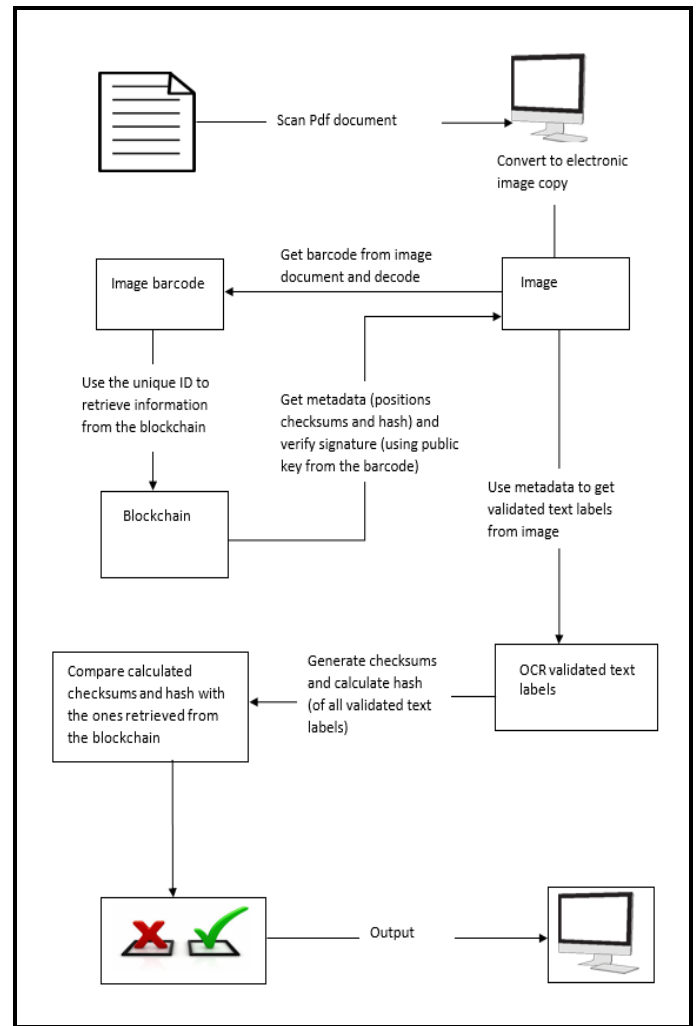 Scan Pdf document
Convert to electronic
image copy
Get barcode from image
document and decode
Image barcode
Image
Use the unique ID to
retrieve information
from the blockchain
Get metadata (positions
checksums and hash) and
verify signature (using public
key from the barcode)
Blockchain
Use metadata to get
validated text labels
from image
OCR validated text
labels
Generate checksums
and calculate hash
(of all validated text
labels)
Compare calculated
checksums and hash with
the ones retrieved from
the blockchain
Output